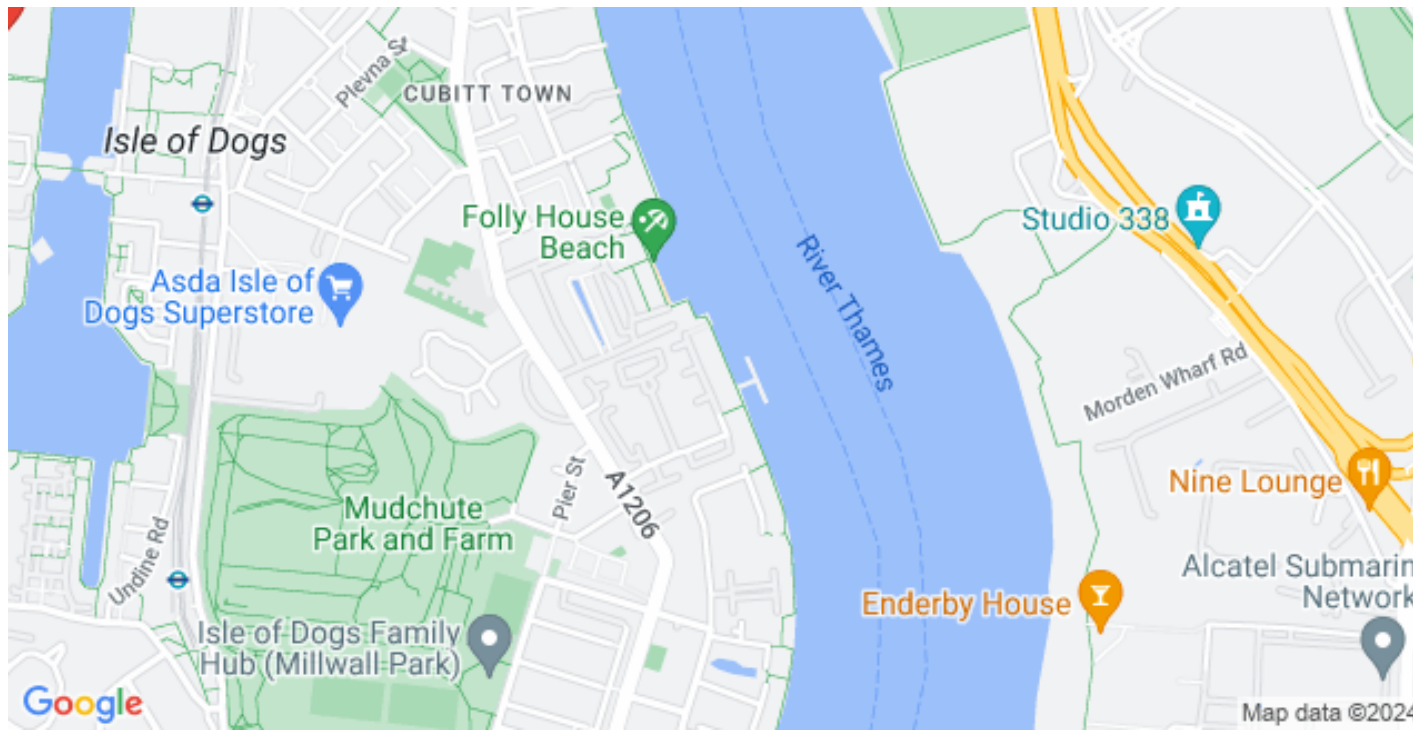 Plevna St
CUBITT TOWN
Isle of Dogs
Folly House
Beach
Studio 338
River Thames
Asda Isle of
Dogs Superstore
Morden Wharf Rd
Pier St
A1206
Nine Lounge
Mudchute
Park and Farm
Undine Rd
Alcatel Submarin
Network
Enderby House
Isle of Dogs Family
Hub (Millwall Park)
Google
Map data ©2024